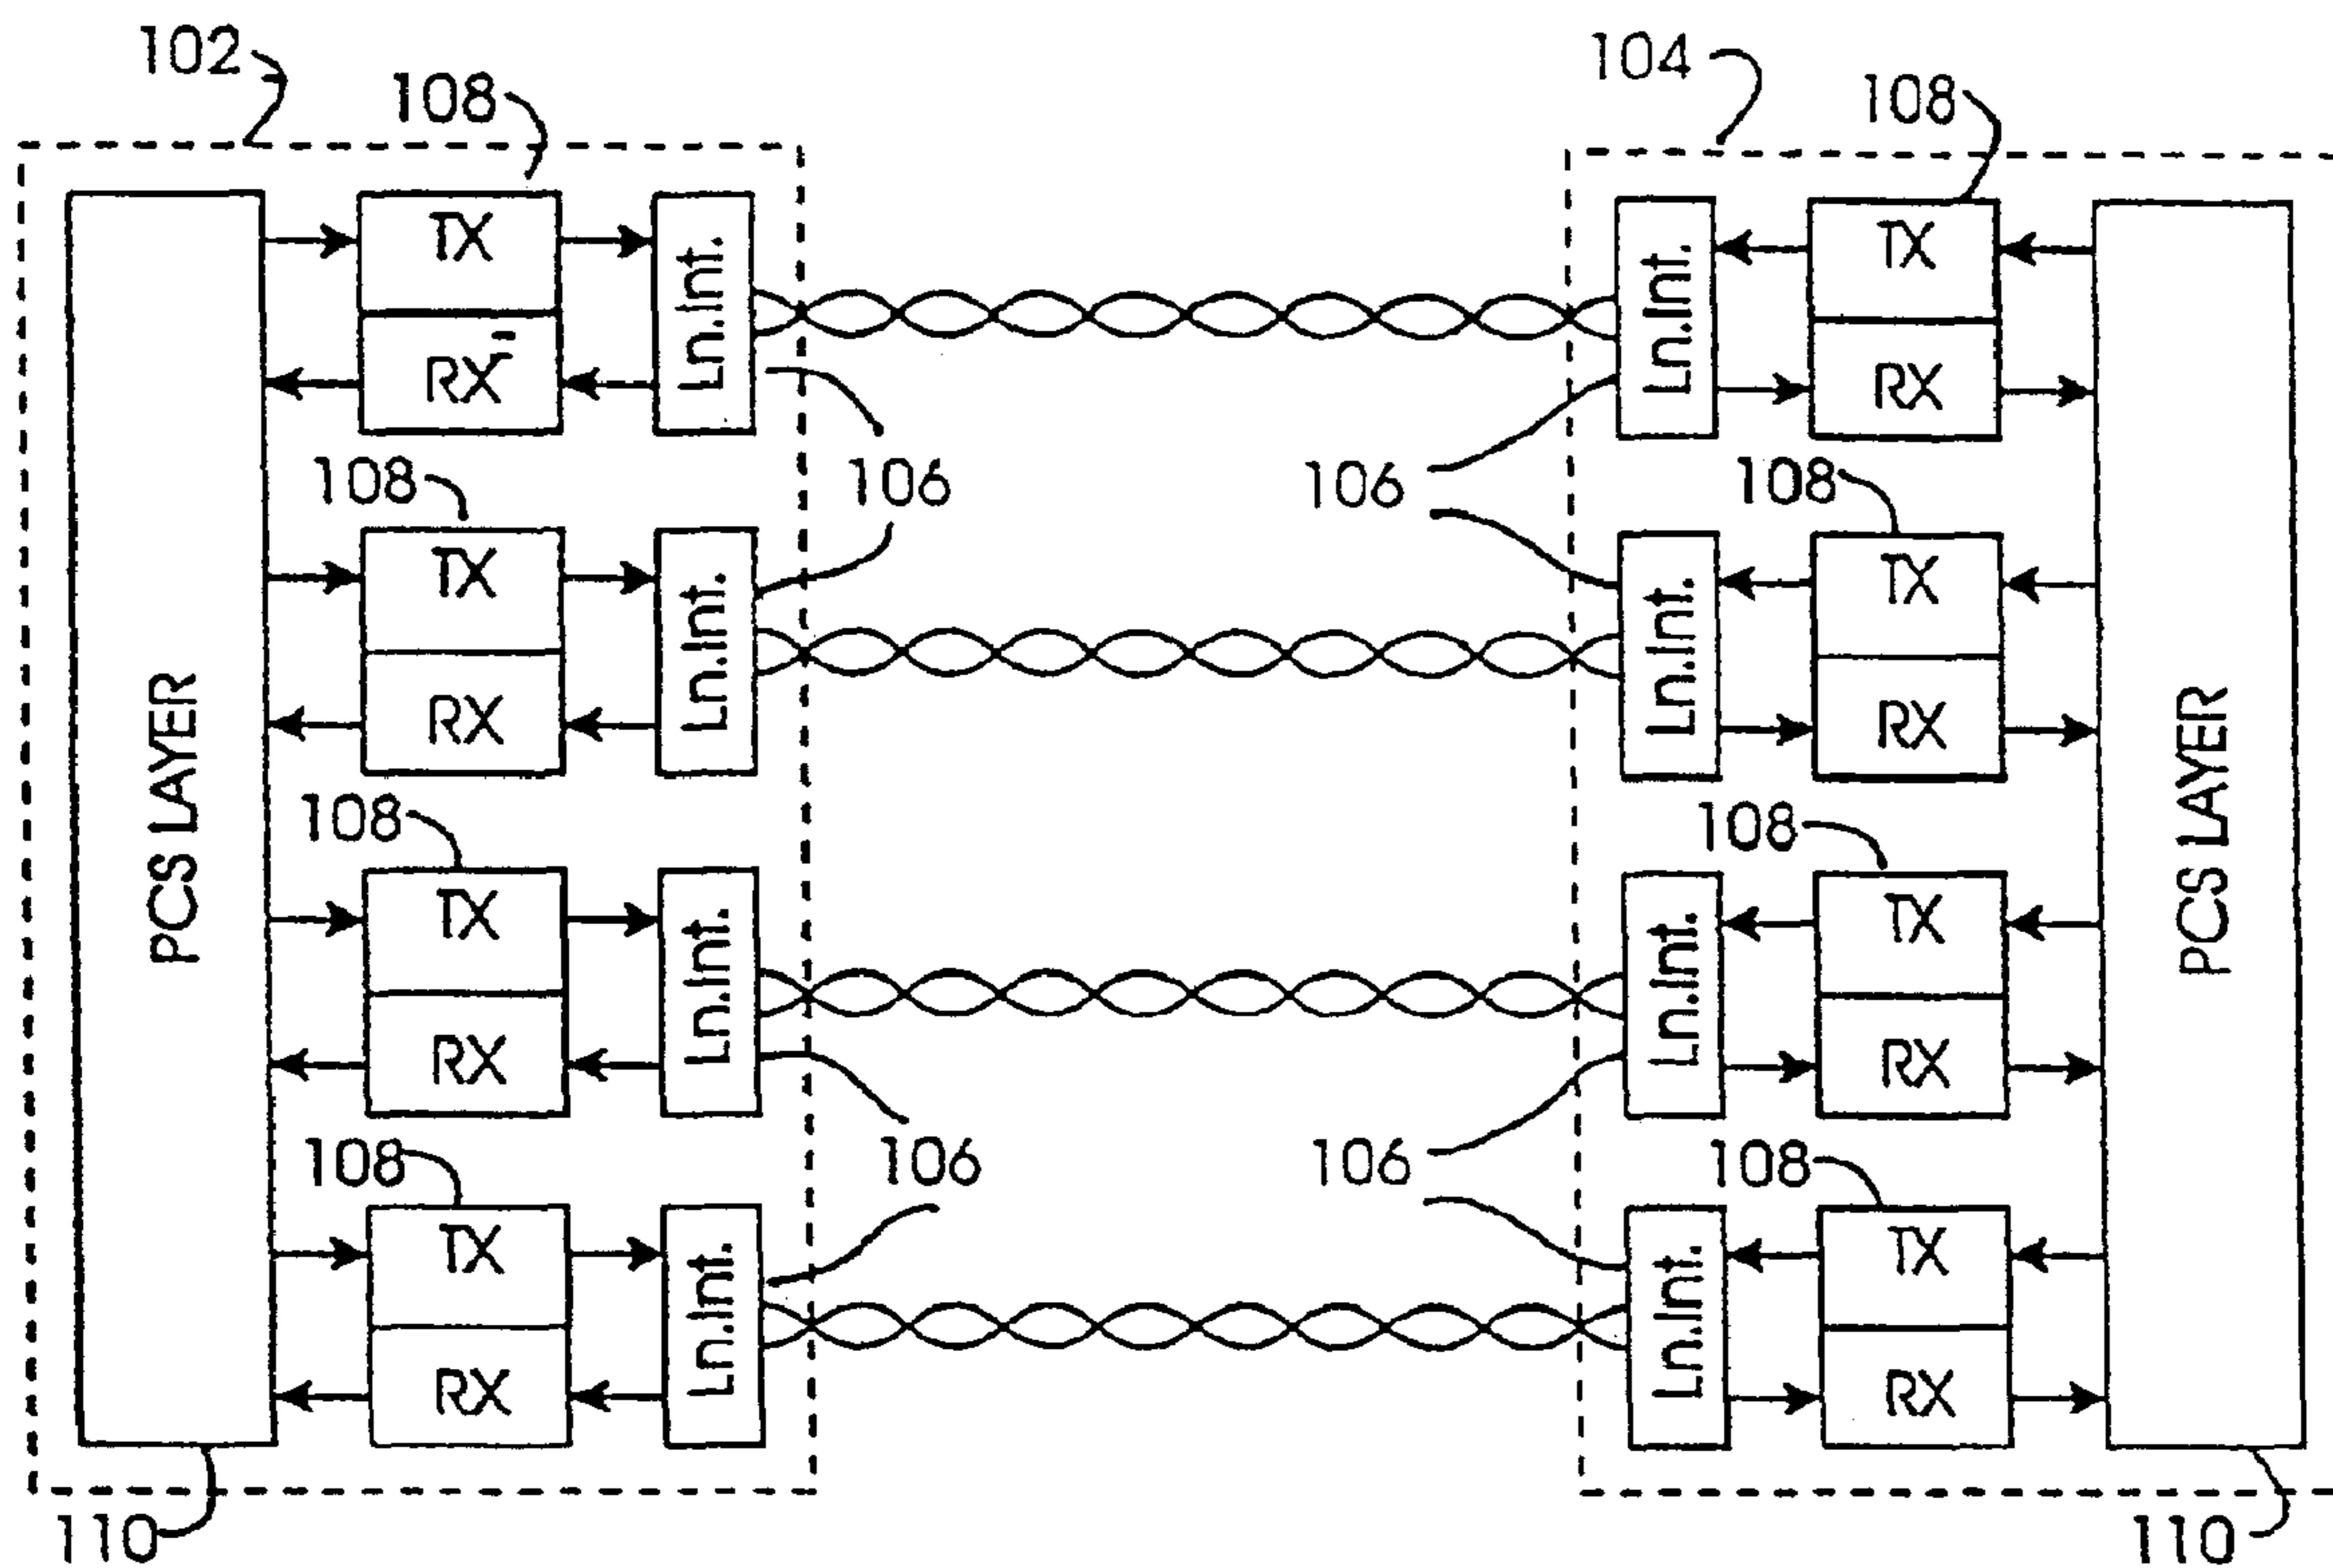 102
104
108
108
TX
RX
Ln.Int.
Ln.Int.
TX
RX
108
106
106
108
TX
RX
Ln.Int.
Ln.Int.
TX
RX
PCS LAYER
PCS LAYER
108
108
TX
RX
Ln.Int.
Ln.Int.
TX
RX
108
106
106
108
TX
RX
Ln.Int.
Ln.Int.
TX
RX
110
110